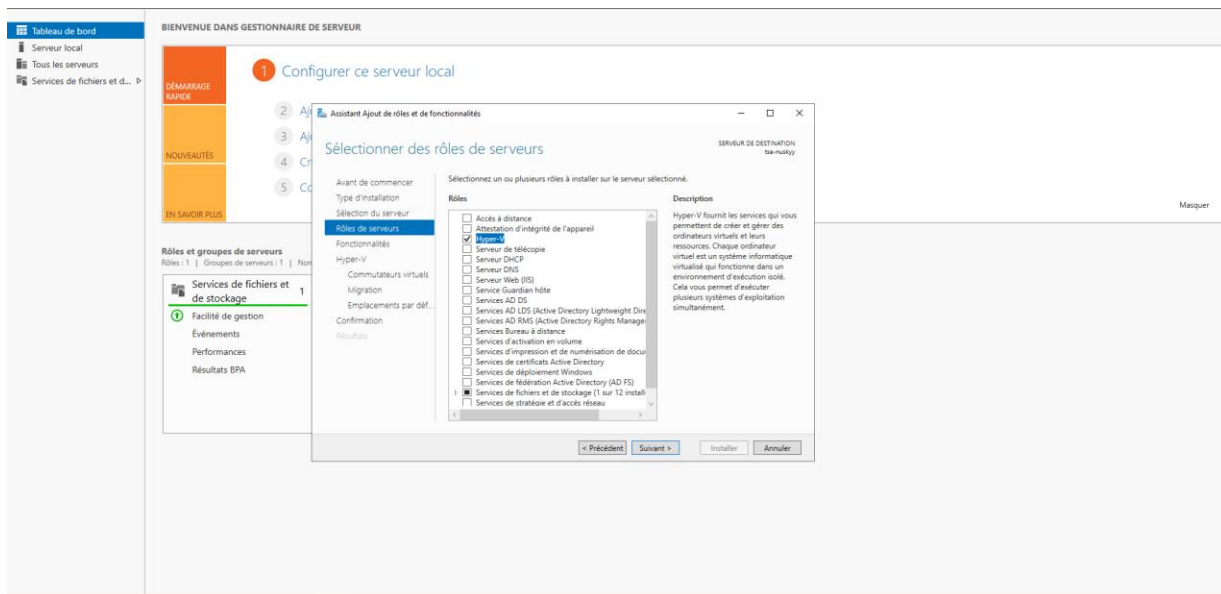 Tableau de bord
Serveur local
Tous les serveurs
Services de fichiers et d...
BIENVENUE DANS GESTIONNAIRE DE SERVEUR
DÉMARRAGE
RAPIDE
NOUVEAUTÉS
EN SAVOIR PLUS
1 Configurer ce serveur local
2 Aj
3 Aj
4 Cr
5 Co
Masquer
Rôles et groupes de serveurs
Rôles : 1 | Groupes de serveurs : 1 | Non
Services de fichiers et
de stockage
1
Facilité de gestion
Événements
Performances
Résultats BPA
Assistant Ajout de rôles et de fonctionnalités
Sélectionner des rôles de serveurs
SERVEUR DE DESTINATION
tse-nuskyy
Avant de commencer
Type d'installation
Sélection du serveur
Rôles de serveurs
Fonctionnalités
Hyper-V
Commutateurs virtuels
Migration
Emplacements par déf...
Confirmation
Résultats
Sélectionnez un ou plusieurs rôles à installer sur le serveur sélectionné.
Rôles
Accès à distance
Attestation d'intégrité de l'appareil
Hyper-V
Serveur de télécopie
Serveur DHCP
Serveur DNS
Serveur Web (IIS)
Service Guardian hôte
Services AD DS
Services AD LDS (Active Directory Lightweight Dire
Services AD RMS (Active Directory Rights Manage
Services Bureau à distance
Services d'activation en volume
Services d'impression et de numérisation de docu
Services de certificats Active Directory
Services de déploiement Windows
Services de fédération Active Directory (AD FS)
Services de fichiers et de stockage (1 sur 12 install
Services de stratégie et d'accès réseau
Description
Hyper-V fournit les services qui vous
permettent de créer et gérer des
ordinateurs virtuels et leurs
ressources. Chaque ordinateur
virtuel est un système informatique
virtualisé qui fonctionne dans un
environnement d'exécution isolé.
Cela vous permet d'exécuter
plusieurs systèmes d'exploitation
simultanément.
< Précédent
Suivant >
Installer
Annuler